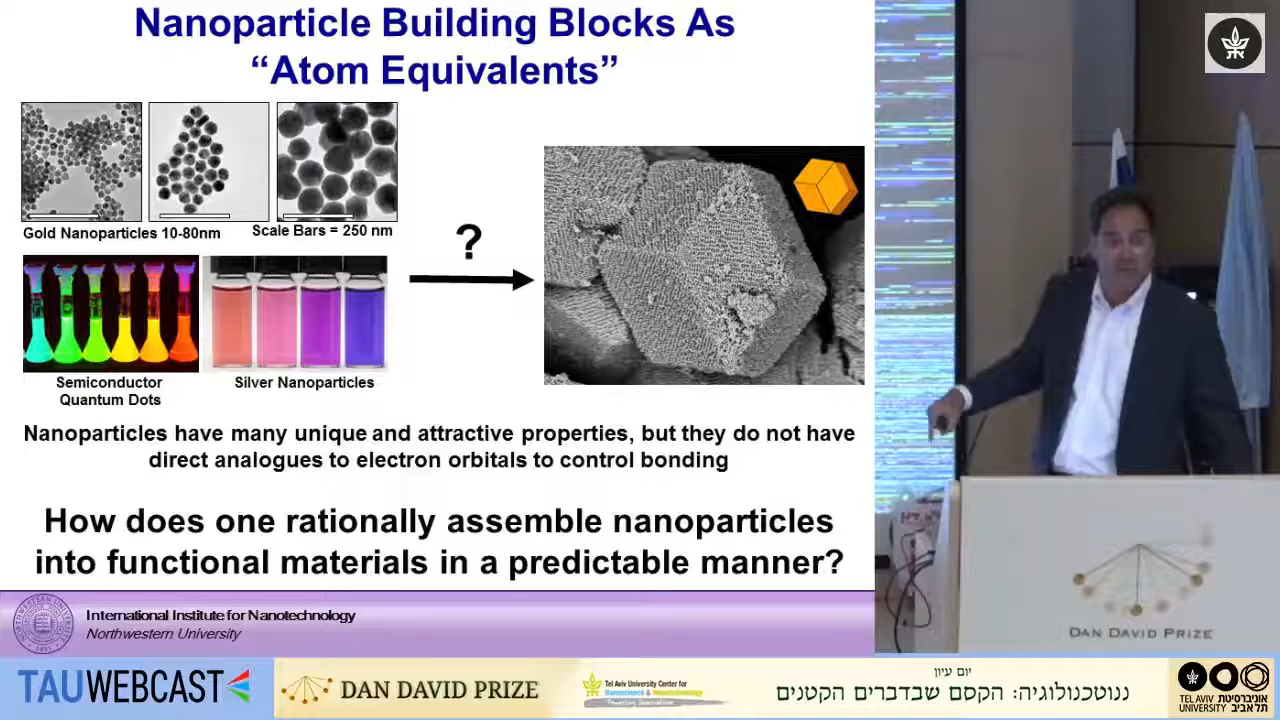 Nanoparticle Building Blocks As
“Atom Equivalents”
Gold Nanoparticles 10-80nm
Scale Bars = 250 nm
?
Semiconductor
Quantum Dots
Silver Nanoparticles
Nanoparticles have many unique and attractive properties, but they do not have
direct analogues to electron orbitals to control bonding
How does one rationally assemble nanoparticles
into functional materials in a predictable manner?
International Institute for Nanotechnology
Northwestern University
DAN DAVID PRIZE
TAUWEBCAST
DAN DAVID PRIZE
Tel Aviv University Center for
Nanoscience & Nanotechnology
יום עיון
ננוטכנולוגיה: הקסם שבדברים הקטנים
TEL AVIV UNIVERSITY
אוניברסיטת תל אביב